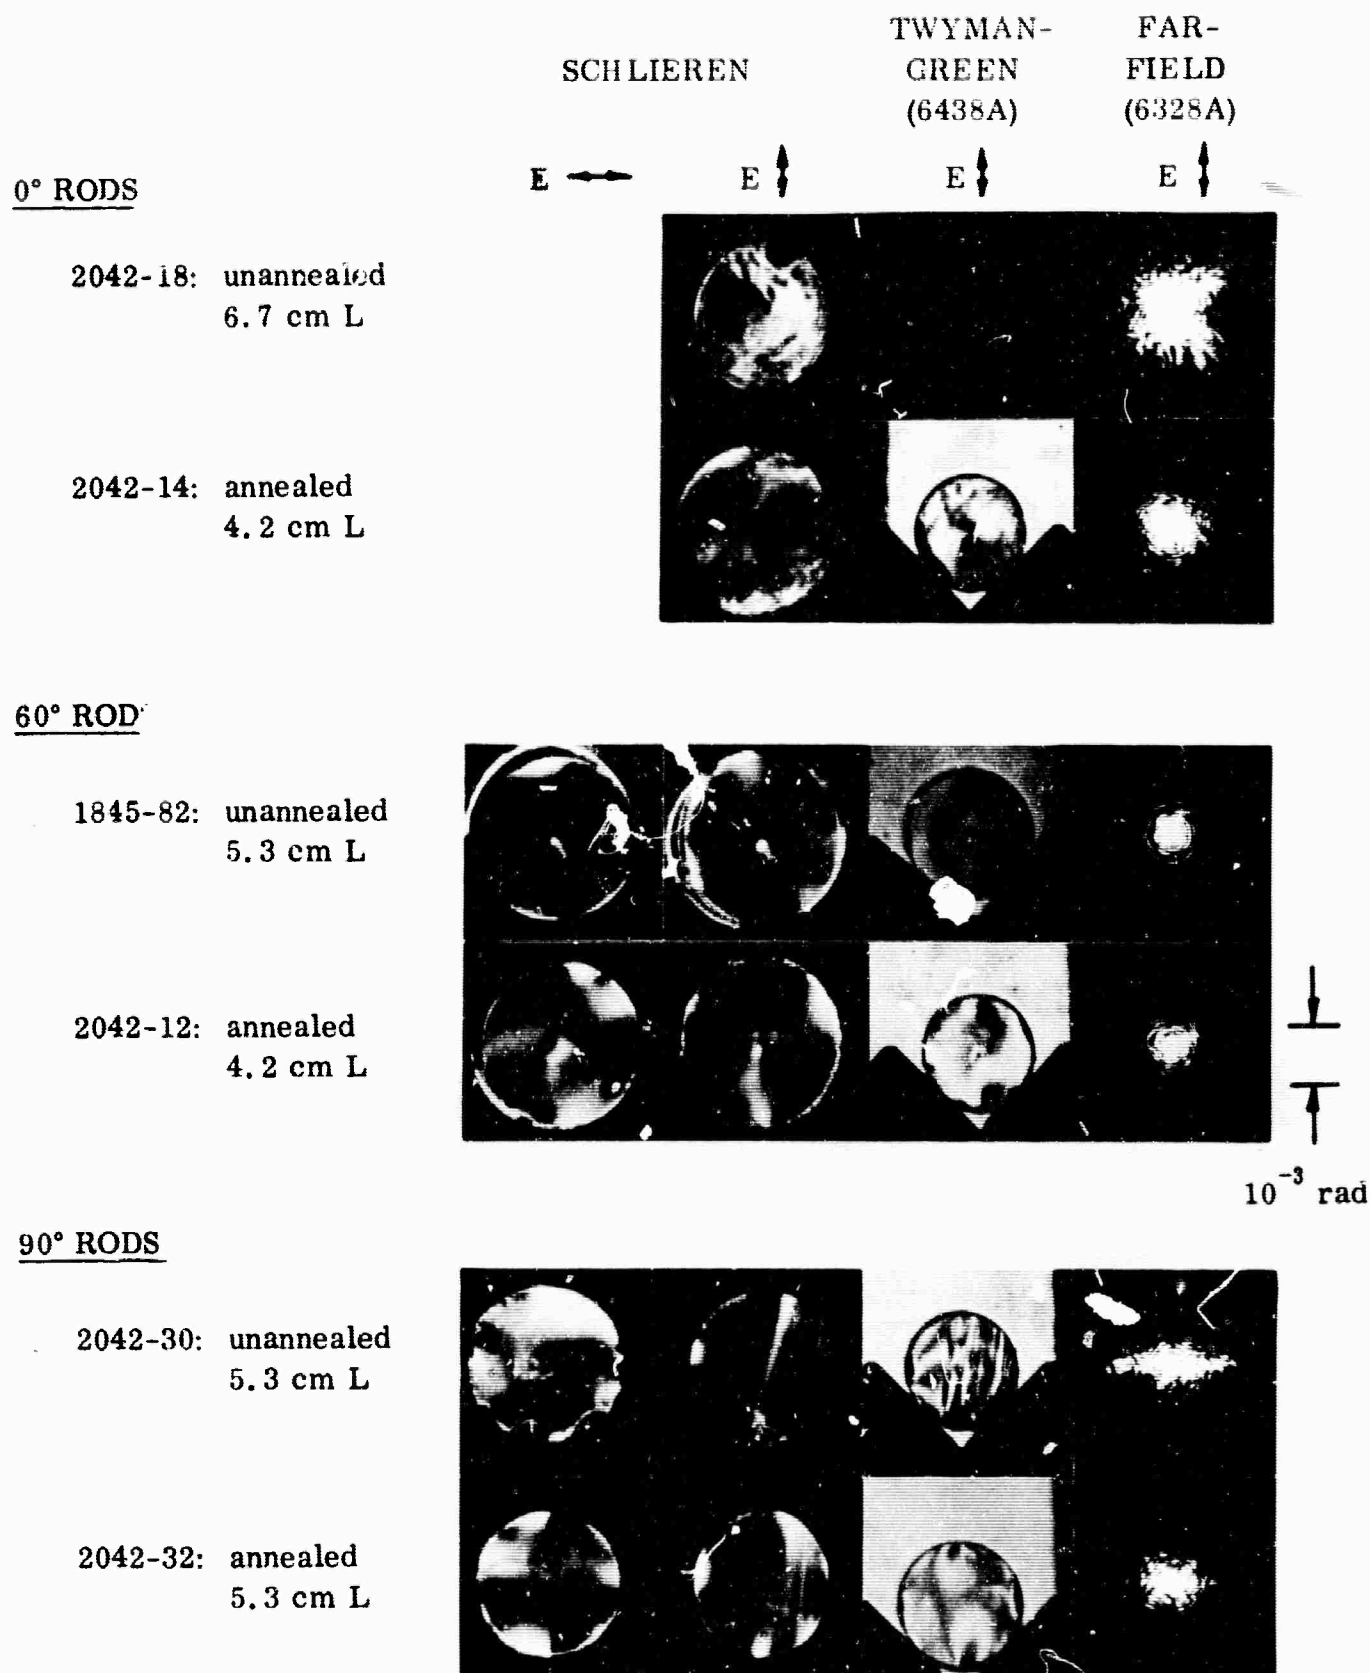 SCHLIEREN
TWYMAN-
GREEN
(6438A)
FAR-
FIELD
(6328A)
E
E
E
E
0° RODS
2042-18: unannealed
6.7 cm L
2042-14: annealed
4.2 cm L
60° ROD
1845-82: unannealed
5.3 cm L
2042-12: annealed
4.2 cm L
10⁻³ rad
90° RODS
2042-30: unannealed
5.3 cm L
2042-32: annealed
5.3 cm L